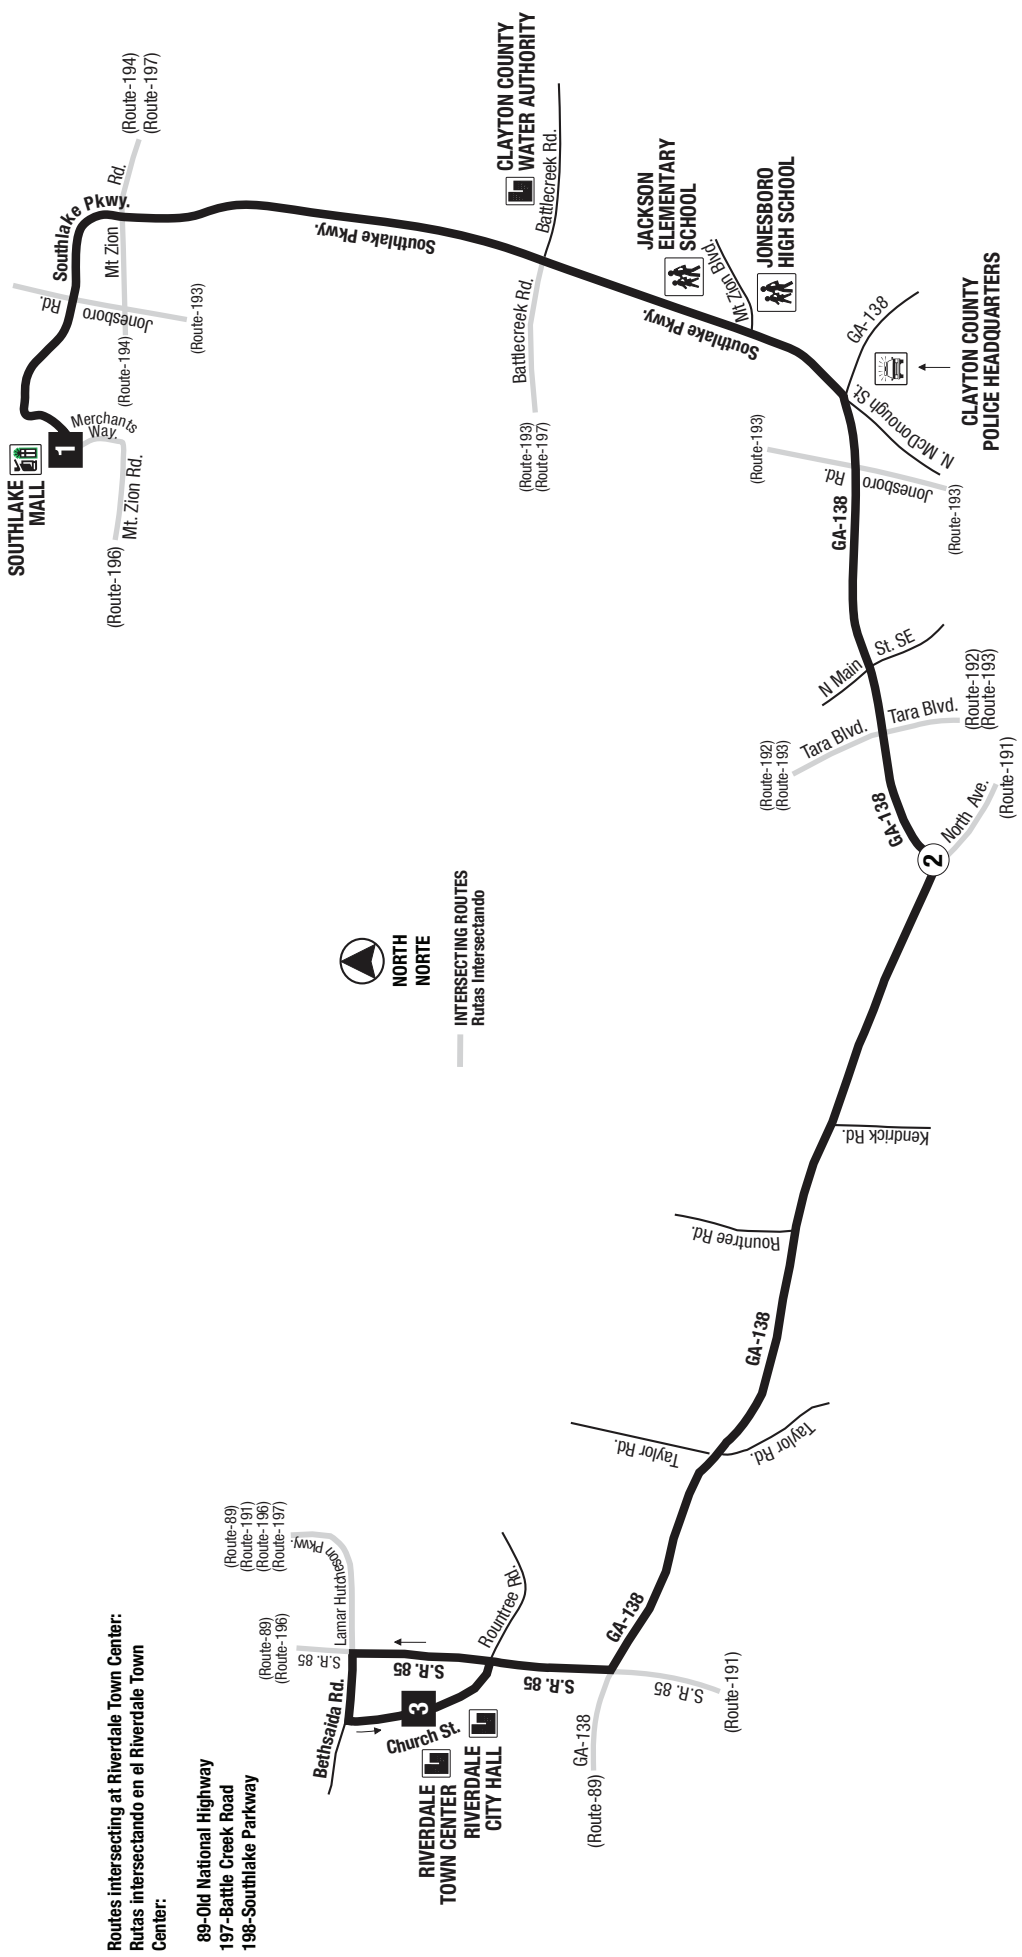 Routes intersecting at Riverdale Town Center:
Rutas intersectando en el Riverdale Town
Center:
89-Old National Highway
197-Battle Creek Road
198-Southlake Parkway
(Route-89)
(Route-191)
(Route-196)
(Route-197)
Lamar Hutcheson Pkwy.
(Route-89)
(Route-196)
S.R. 85
Bethsaida Rd.
S.R. 85
Rountree Rd.
3
Church St.
RIVERDALE
TOWN CENTER
RIVERDALE
CITY HALL
S.R. 85
GA-138
(Route-89)
S.R. 85
(Route-191)
GA-138
Taylor Rd.
Taylor Rd.
GA-138
Rountree Rd.
Kendrick Rd.
NORTH
NORTE
INTERSECTING ROUTES
Rutas Intersectando
2
North Ave.
(Route-191)
GA-138
(Route-192)
(Route-193)
Tara Blvd.
Tara Blvd.
(Route-192)
(Route-193)
N Main
St. SE
GA-138
(Route-193)
Jonesboro
Rd.
(Route-193)
N. McDonough St.
GA-138
CLAYTON COUNTY
POLICE HEADQUARTERS
JONESBORO
HIGH SCHOOL
Mt Zion Blvd.
JACKSON
ELEMENTARY
SCHOOL
Southlake Pkwy.
(Route-193)
(Route-197)
Battlecreek Rd.
Battlecreek Rd.
CLAYTON COUNTY
WATER AUTHORITY
Southlake Pkwy.
SOUTHLAKE
MALL
1
Merchants
Way.
Mt. Zion Rd.
(Route-196)
Southlake Pkwy.
Jonesboro
Rd.
(Route-193)
(Route-194)
Mt Zion
Rd.
(Route-194)
(Route-197)